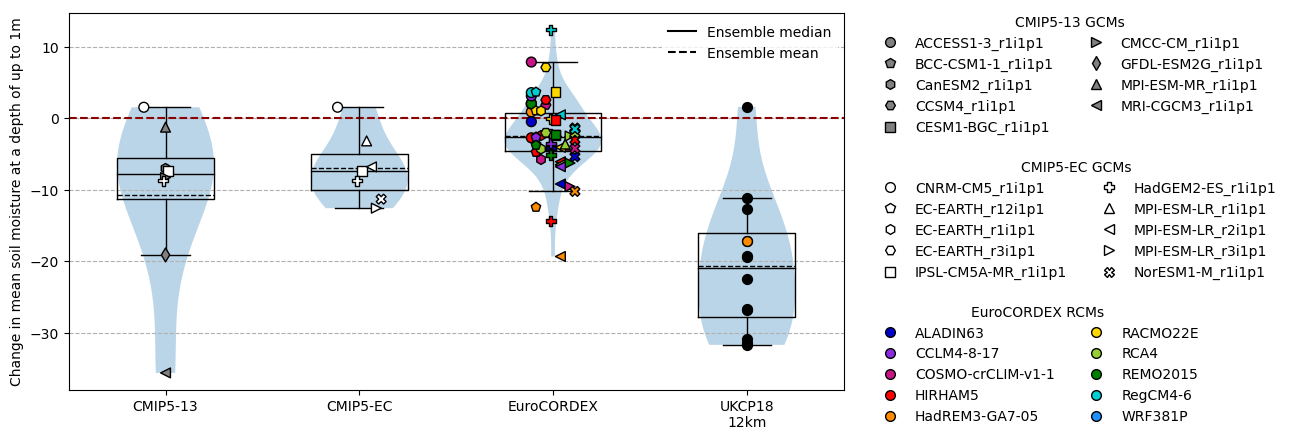 Change in mean soil moisture at a depth of up to 1m
10
0
−10
−20
−30
CMIP5-13
CMIP5-EC
EuroCORDEX
UKCP18
12km
Ensemble median
Ensemble mean
CMIP5-13 GCMs
ACCESS1-3_r1i1p1
BCC-CSM1-1_r1i1p1
CanESM2_r1i1p1
CCSM4_r1i1p1
CESM1-BGC_r1i1p1
CMCC-CM_r1i1p1
GFDL-ESM2G_r1i1p1
MPI-ESM-MR_r1i1p1
MRI-CGCM3_r1i1p1
CMIP5-EC GCMs
CNRM-CM5_r1i1p1
EC-EARTH_r12i1p1
EC-EARTH_r1i1p1
EC-EARTH_r3i1p1
IPSL-CM5A-MR_r1i1p1
HadGEM2-ES_r1i1p1
MPI-ESM-LR_r1i1p1
MPI-ESM-LR_r2i1p1
MPI-ESM-LR_r3i1p1
NorESM1-M_r1i1p1
EuroCORDEX RCMs
ALADIN63
CCLM4-8-17
COSMO-crCLIM-v1-1
HIRHAM5
HadREM3-GA7-05
RACMO22E
RCA4
REMO2015
RegCM4-6
WRF381P